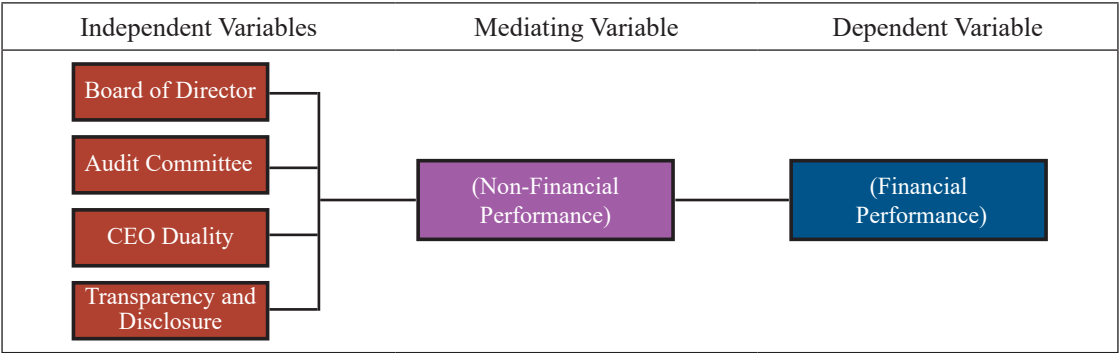 Independent Variables
Mediating Variable
Dependent Variable
Board of Director
Audit Committee
CEO Duality
Transparency and
Disclosure
(Non-Financial
Performance)
(Financial
Performance)